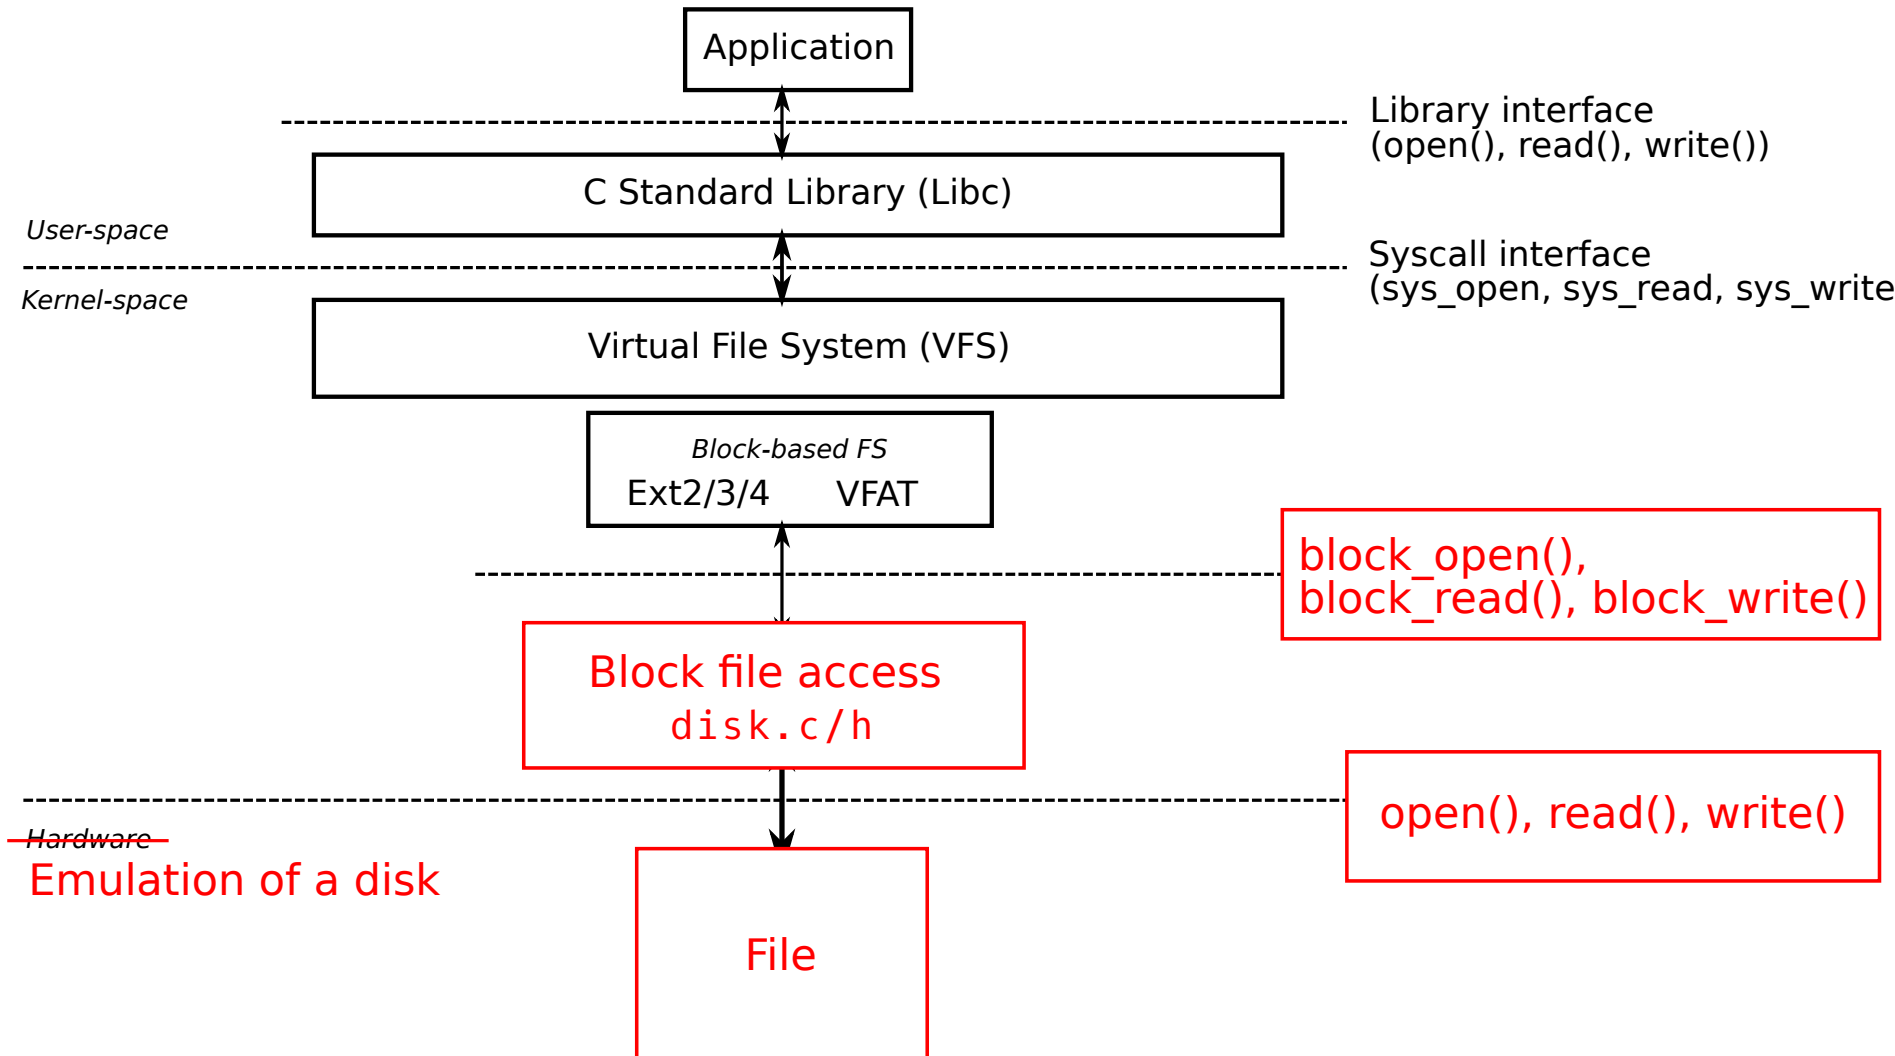 Application
Library interface
(open(), read(), write())
C Standard Library (Libc)
User-space
Syscall interface
(sys_open, sys_read, sys_write
Kernel-space
Virtual File System (VFS)
Block-based FS
Ext2/3/4 VFAT
block_open(),
block_read(), block_write()
Block file access
disk.c/h
open(), read(), write()
Hardware
Emulation of a disk
File